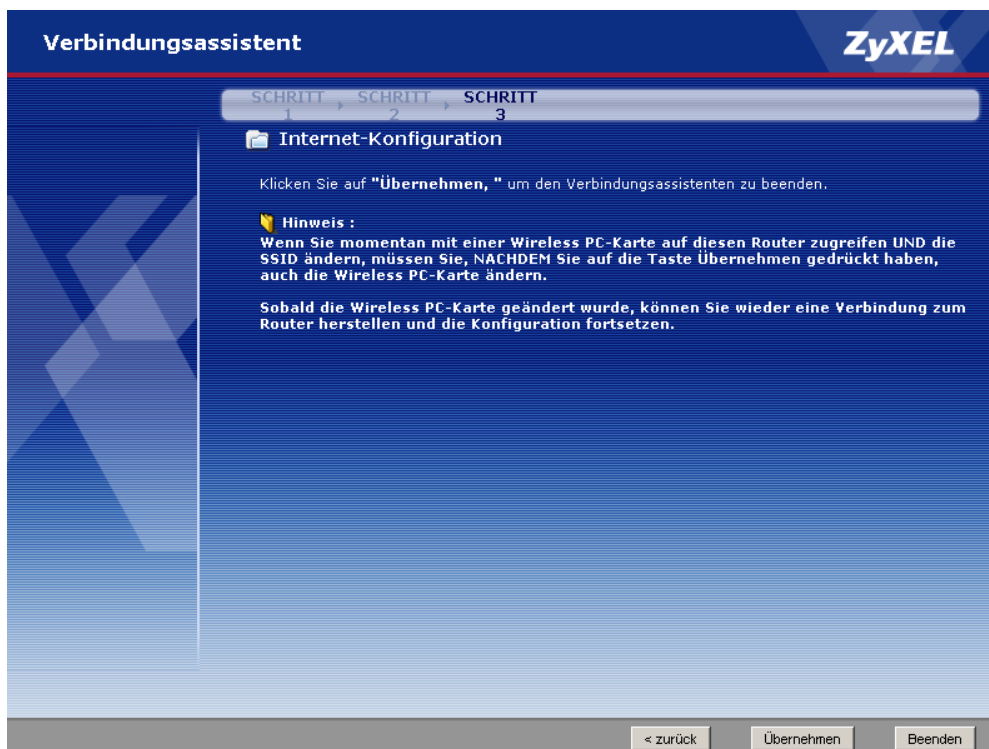 Verbindungsassistent
ZyXEL
SCHRITT 1
SCHRITT 2
SCHRITT 3
Internet-Konfiguration
Klicken Sie auf "Übernehmen, " um den Verbindungsassistenten zu beenden.
Hinweis :
Wenn Sie momentan mit einer Wireless PC-Karte auf diesen Router zugreifen UND die
SSID ändern, müssen Sie, NACHDEM Sie auf die Taste Übernehmen gedrückt haben,
auch die Wireless PC-Karte ändern.
Sobald die Wireless PC-Karte geändert wurde, können Sie wieder eine Verbindung zum
Router herstellen und die Konfiguration fortsetzen.
< zurück
Übernehmen
Beenden